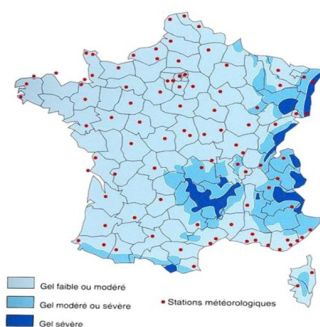 Gel faible ou modéré
Gel modéré ou sévère
Stations météorologiques
Gel sévère